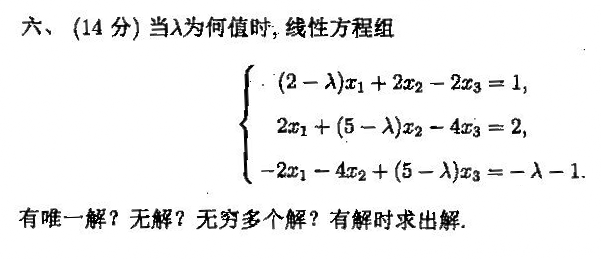 六、 (14 分) 当λ为何值时, 线性方程组
(2 − λ)x₁ + 2x₂ − 2x₃ = 1,
2x₁ + (5 − λ)x₂ − 4x₃ = 2,
−2x₁ − 4x₂ + (5 − λ)x₃ = − λ − 1.
有唯一解? 无解? 无穷多个解? 有解时求出解.